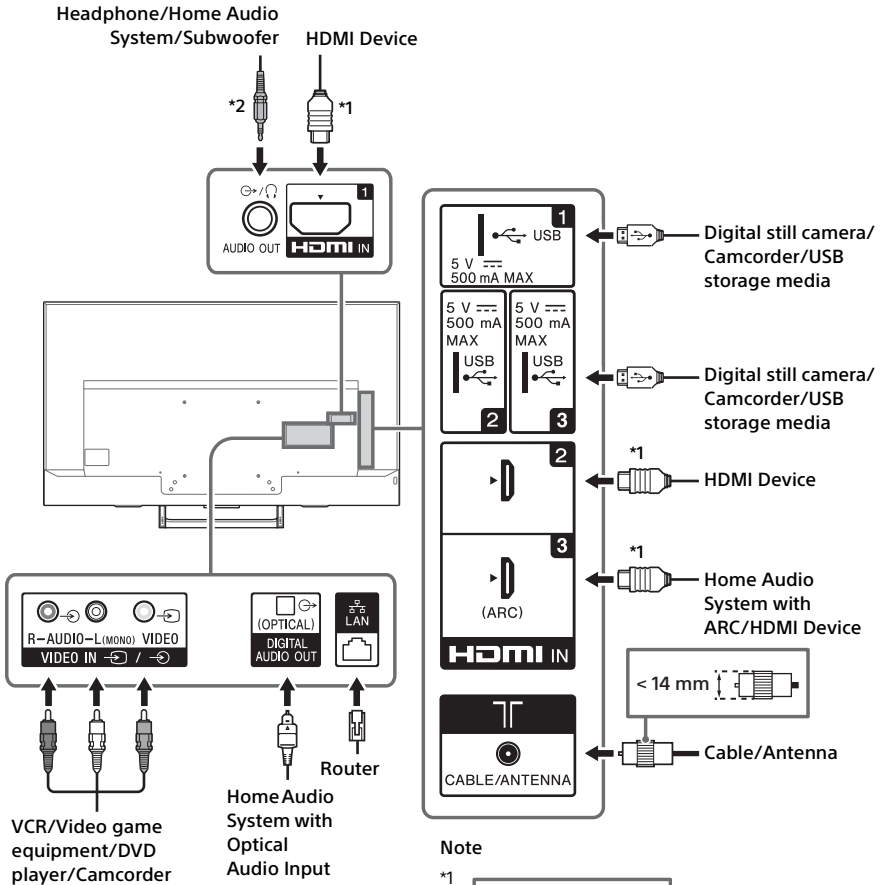 Headphone/Home Audio
System/Subwoofer
HDMI Device
*2
*1
AUDIO OUT
1
HDMI IN
1
USB
5 V
500 mA MAX
Digital still camera/
Camcorder/USB
storage media
5 V
500 mA
MAX
USB
2
5 V
500 mA
MAX
USB
3
Digital still camera/
Camcorder/USB
storage media
2
*1
HDMI Device
3
(ARC)
HDMI IN
*1
Home Audio
System with
ARC/HDMI Device
< 14 mm
CABLE/ANTENNA
Cable/Antenna
R-AUDIO-L(MONO) VIDEO
VIDEO IN /
(OPTICAL)
DIGITAL
AUDIO OUT
LAN
Router
Home Audio
System with
Optical
Audio Input
VCR/Video game
equipment/DVD
player/Camcorder
Note
*1